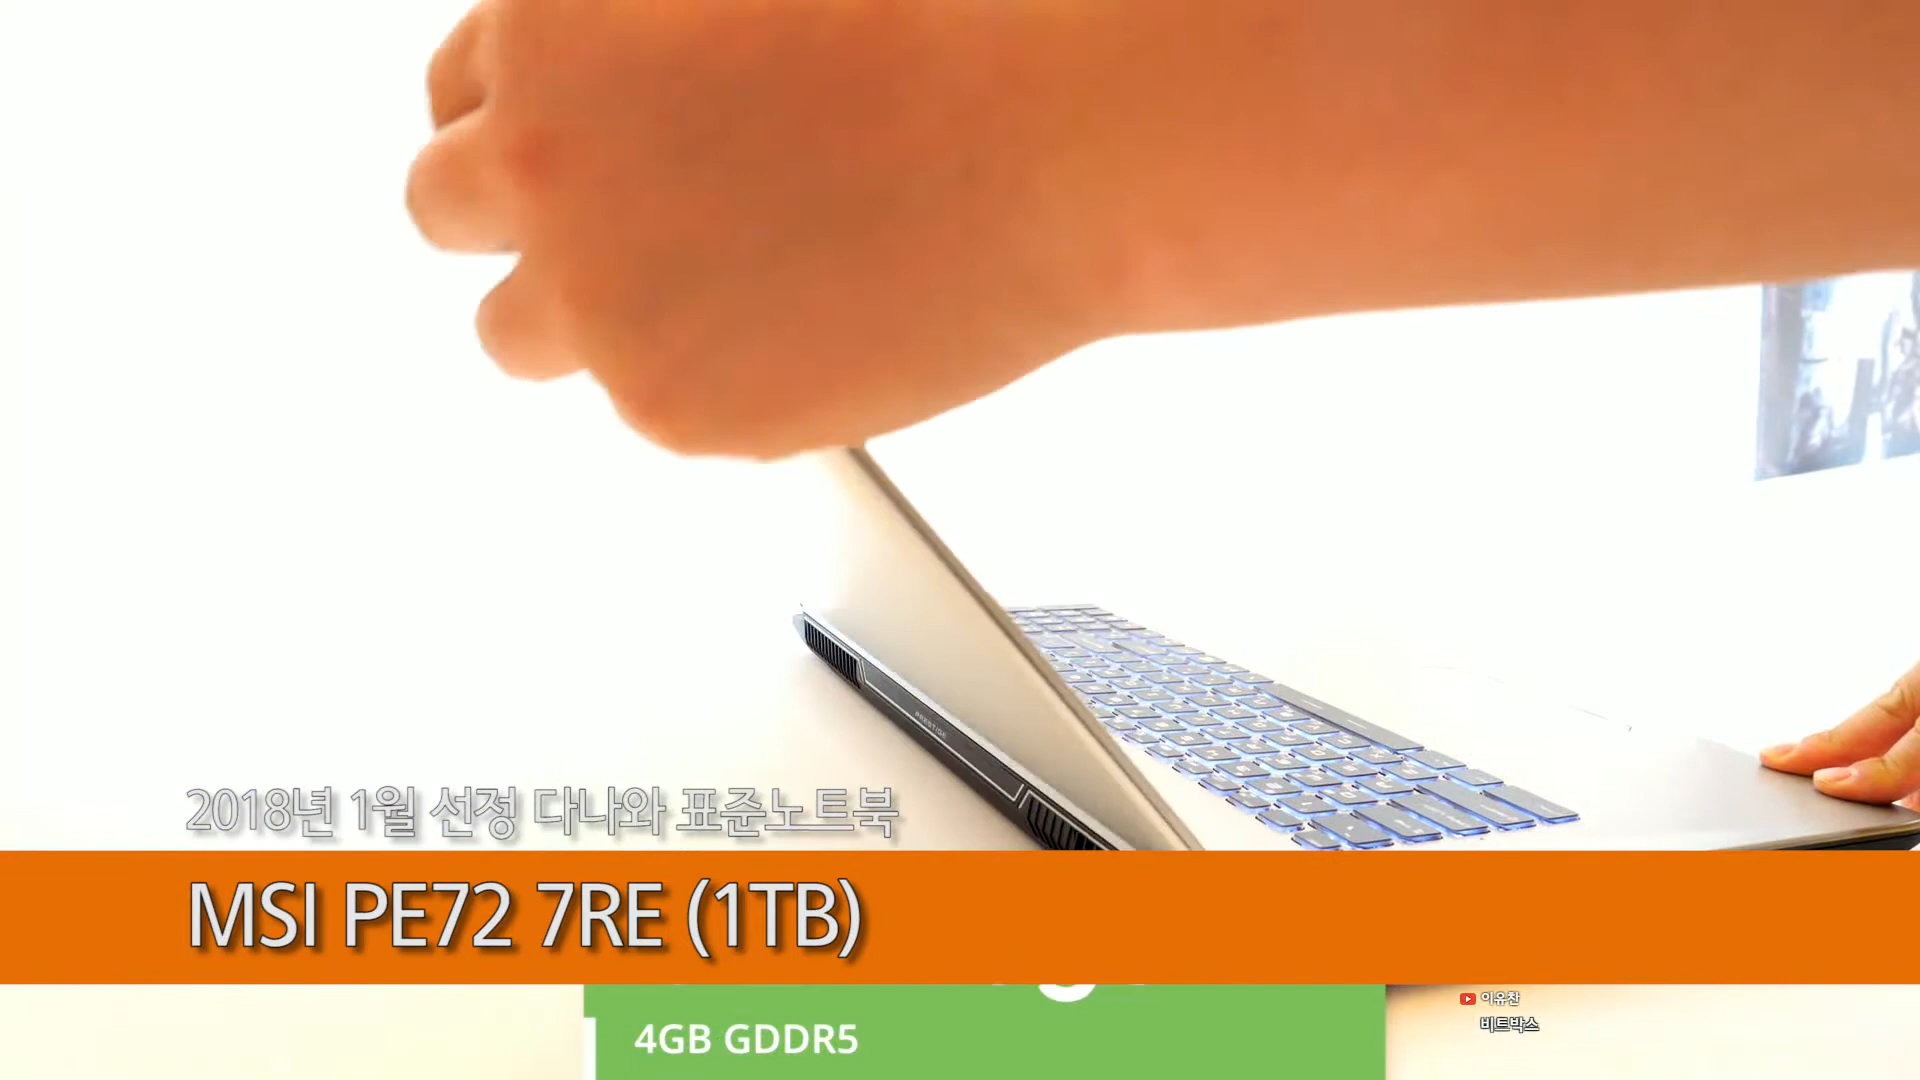 PRESTIGE
2018년 1월 선정 다나와 표준노트북
MSI PE72 7RE (1TB)
4GB GDDR5
이유찬
비트박스